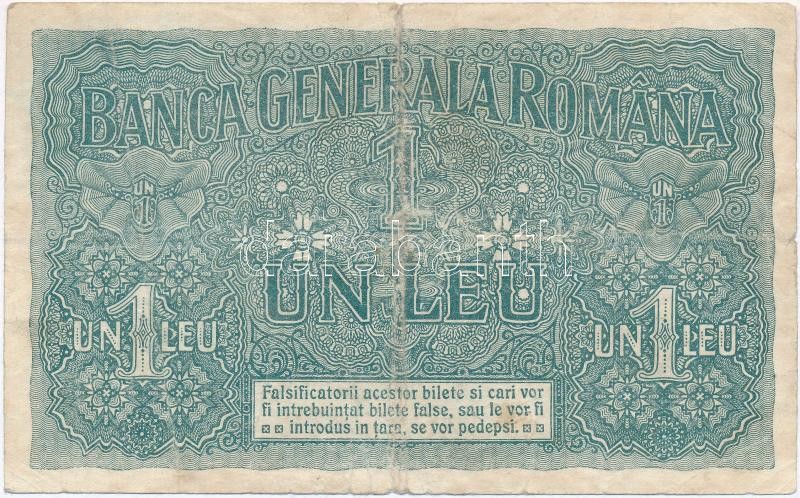 BANCA GENERALA ROMÂNA
1
UN
1
UN
1
UN LEU
UN 1 LEU
UN 1 LEU
Falsificatorii acestor bilete si cari vor
fi intrebuințat bilete false, sau le vor fi
introdus in țara, se vor pedepsi.
darabanth